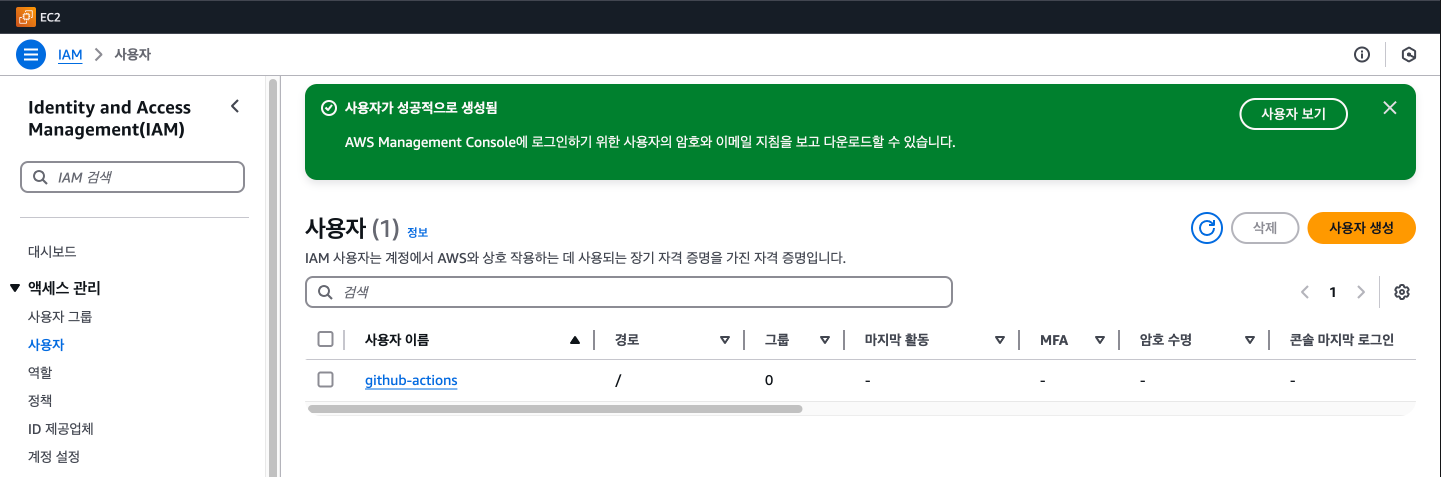 EC2
IAM > 사용자
Identity and Access
Management(IAM)
IAM 검색
대시보드
액세스 관리
사용자 그룹
사용자
역할
정책
ID 제공업체
계정 설정
사용자가 성공적으로 생성됨
AWS Management Console에 로그인하기 위한 사용자의 암호와 이메일 지침을 보고 다운로드할 수 있습니다.
사용자 보기
사용자 (1) 정보
삭제
사용자 생성
IAM 사용자는 계정에서 AWS와 상호 작용하는 데 사용되는 장기 자격 증명을 가진 자격 증명입니다.
검색
1
사용자 이름 경로 그룹 마지막 활동 MFA 암호 수명 콘솔 마지막 로그인
github-actions / 0 - - - -